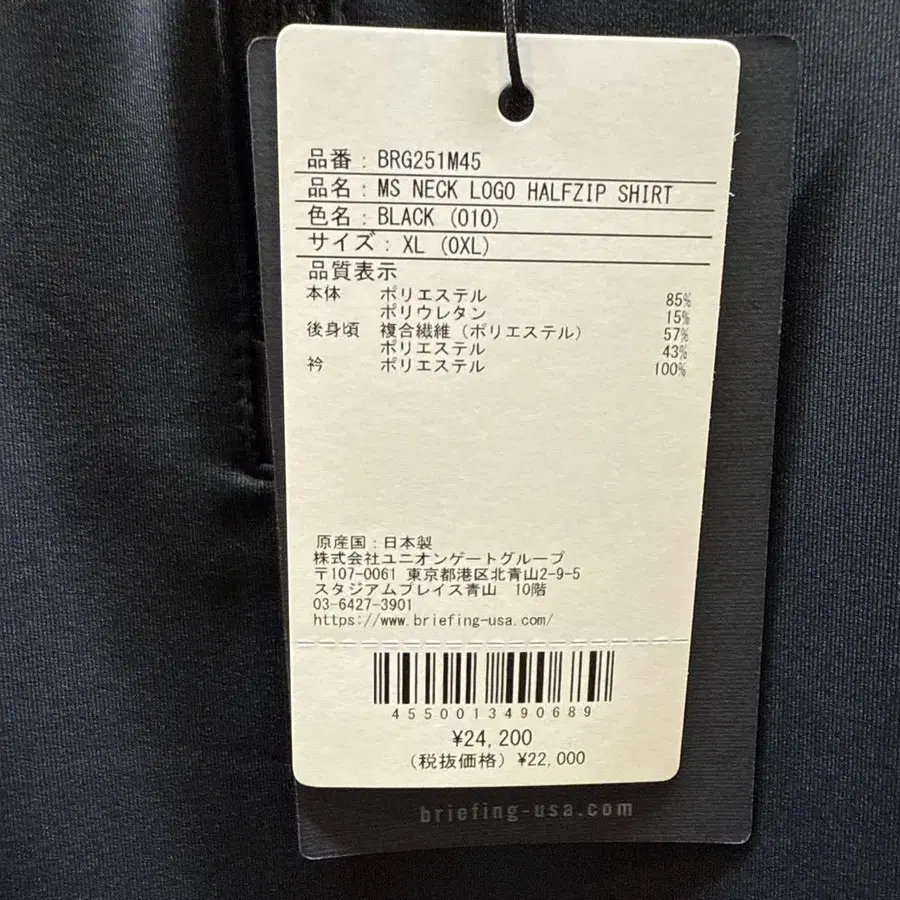 品番 : BRG251M45
品名 : MS NECK LOGO HALFZIP SHIRT
色名 : BLACK (010)
サイズ : XL (0XL)
品質表示
本体 ポリエステル 85%
ポリウレタン 15%
後身頃 複合繊維(ポリエステル) 57%
ポリエステル 43%
衿 ポリエステル 100%
原産国 : 日本製
株式会社ユニオンゲートグループ
〒107-0061 東京都港区北青山2-9-5
スタジアムプレイス青山 10階
03-6427-3901
https://www.briefing-usa.com/
4550013490689
¥24,200
(税抜価格) ¥22,000
briefing-usa.com